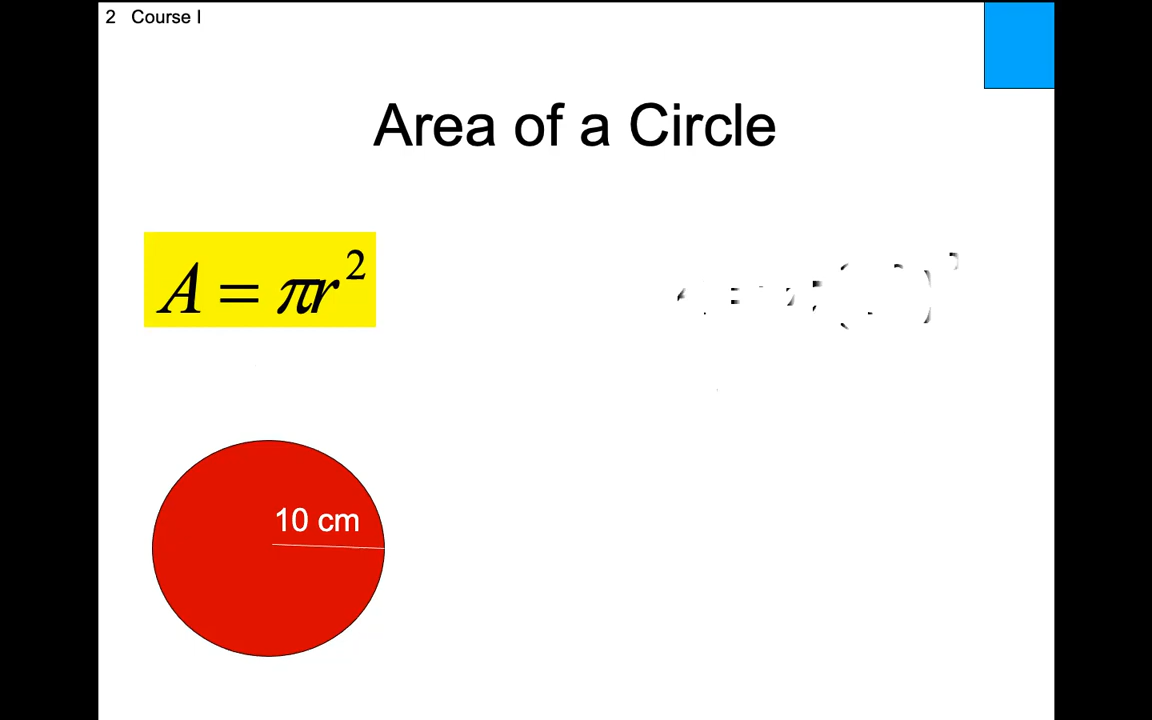 2 Course I
Area of a Circle
A = πr²
10 cm